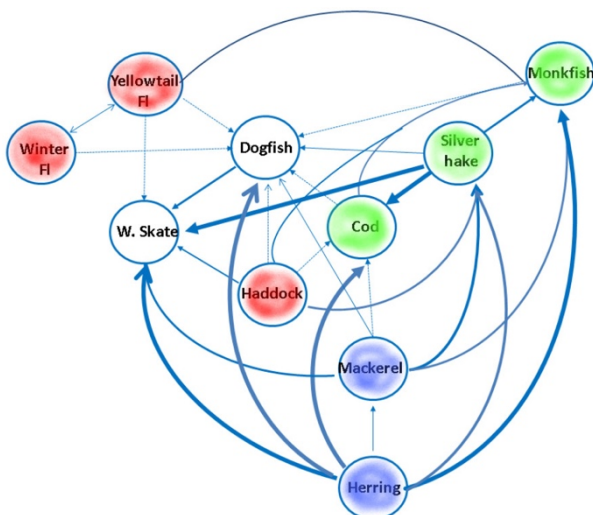 Yellowtail
Fl
Monkfish
Winter
Fl
Dogfish
Silver
hake
W. Skate
Cod
Haddock
Mackerel
Herring